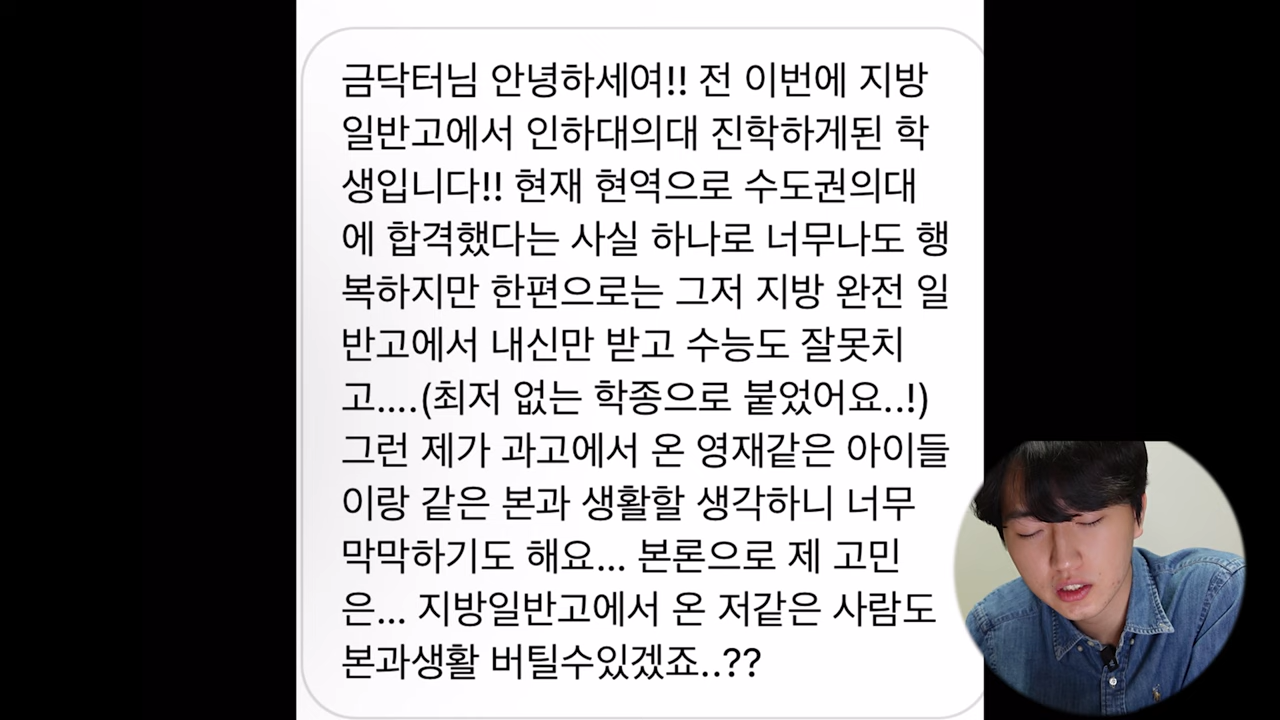 금닥터님 안녕하세여!! 전 이번에 지방
일반고에서 인하대의대 진학하게된 학
생입니다!! 현재 현역으로 수도권의대
에 합격했다는 사실 하나로 너무나도 행
복하지만 한편으로는 그저 지방 완전 일
반고에서 내신만 받고 수능도 잘못치
고....(최저 없는 학종으로 붙었어요..!)
그런 제가 과고에서 온 영재같은 아이들
이랑 같은 본과 생활할 생각하니 너무
막막하기도 해요... 본론으로 제 고민
은... 지방일반고에서 온 저같은 사람도
본과생활 버틸수있겠죠..??